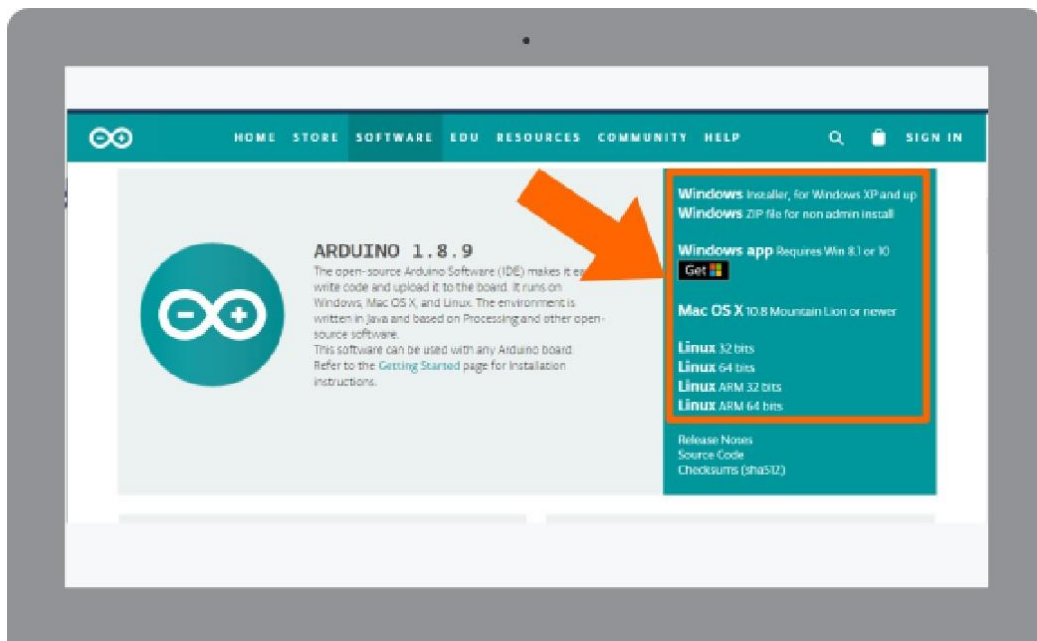 HOME STORE SOFTWARE EDU RESOURCES COMMUNITY HELP SIGN IN
ARDUINO 1.8.9
The open-source Arduino Software (IDE) makes it
write code and upload it to the board. It runs on
Windows, Mac OS X, and Linux. The environment is
written in Java and based on Processing and other open-
source software.
This software can be used with any Arduino board.
Refer to the Getting Started page for Installation
instructions.
Windows Installer, for Windows XP and up
Windows ZIP file for non admin install
Windows app Requires Win 8.1 or 10
Get
Mac OS X 10.8 Mountain Lion or newer
Linux 32 bits
Linux 64 bits
Linux ARM 32 bits
Linux ARM 64 bits
Release Notes
Source Code
Checksums (sha512)